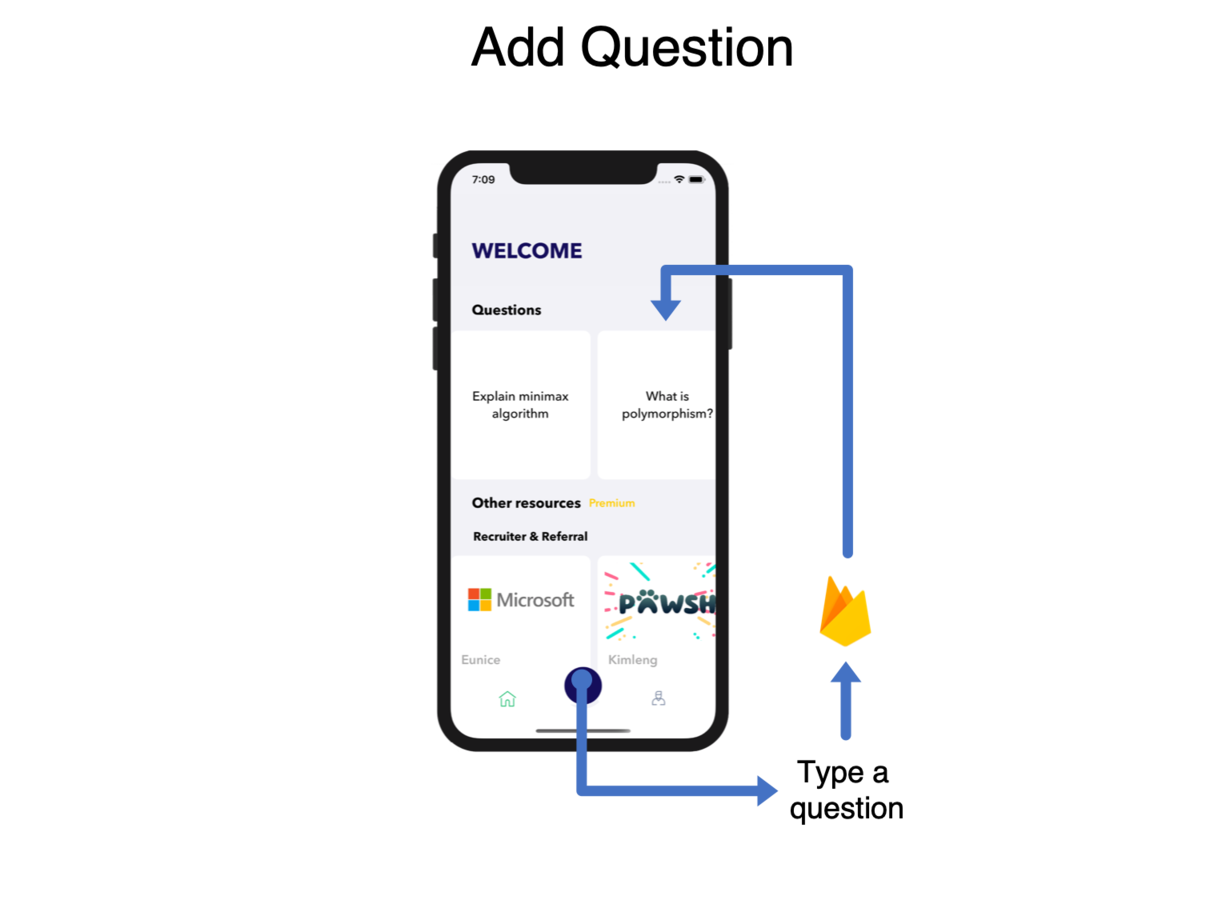 Add Question
7:09
WELCOME
Questions
Explain minimax
algorithm
What is
polymorphism?
Other resources Premium
Recruiter & Referral
Microsoft
PAWSH
Eunice
Kimleng
Type a
question